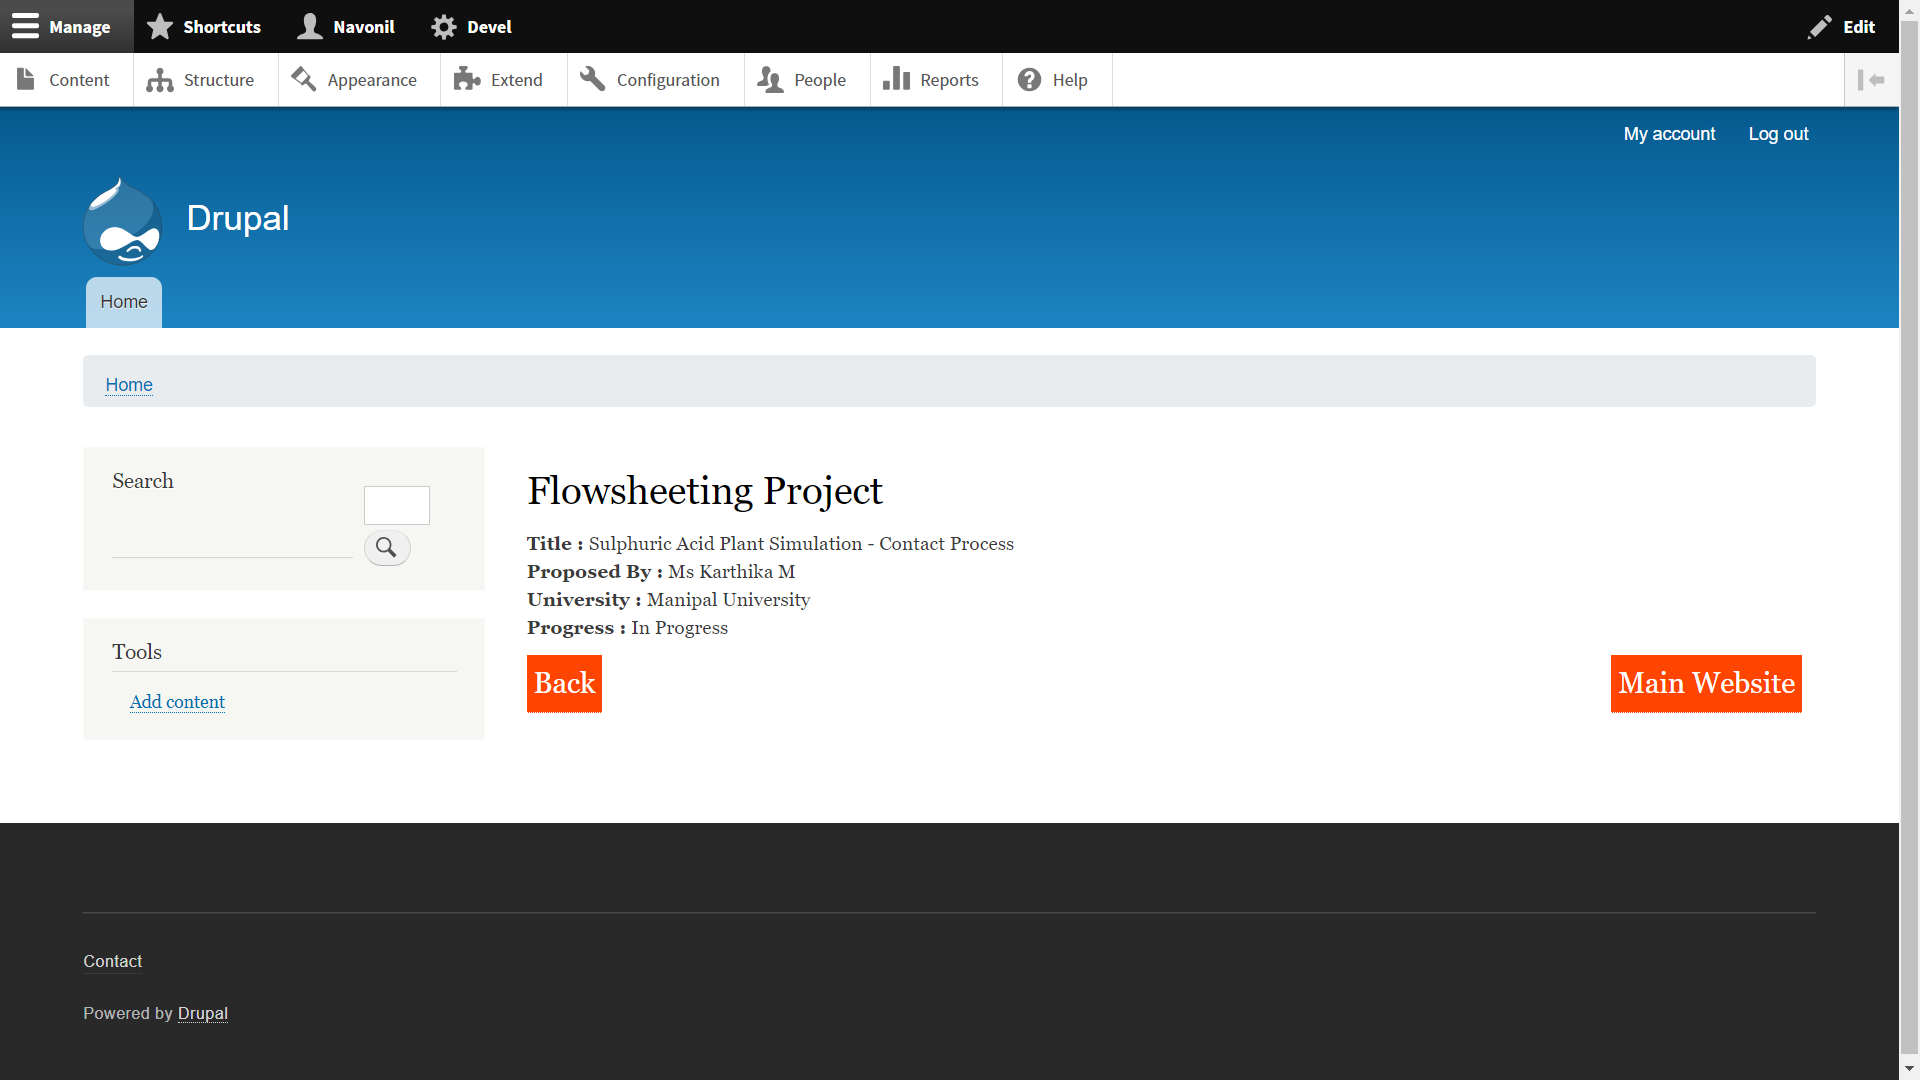 Manage Shortcuts Navonil Devel Edit
Content Structure Appearance Extend Configuration People Reports Help
My account Log out
Drupal
Home
Home
Search
Tools
Add content
Flowsheeting Project
Title : Sulphuric Acid Plant Simulation - Contact Process
Proposed By : Ms Karthika M
University : Manipal University
Progress : In Progress
Back Main Website
Contact
Powered by Drupal